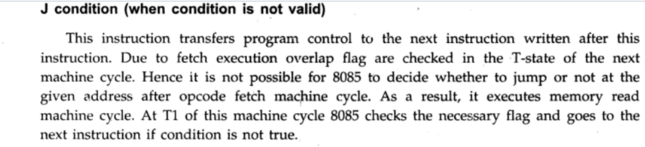 J condition (when condition is not valid)
This instruction transfers program control to the next instruction written after this
instruction. Due to fetch execution overlap flag are checked in the T-state of the next
machine cycle. Hence it is not possible for 8085 to decide whether to jump or not at the
given address after opcode fetch machine cycle. As a result, it executes memory read
machine cycle. At T1 of this machine cycle 8085 checks the necessary flag and goes to the
next instruction if condition is not true.